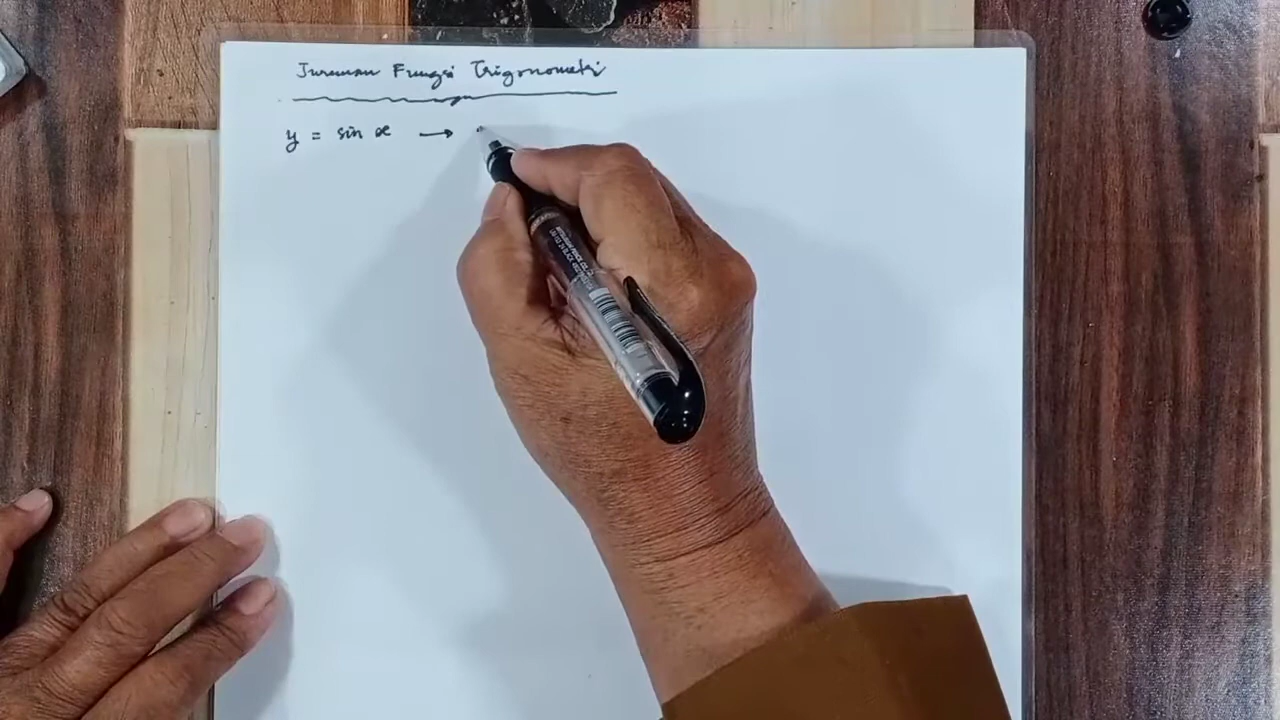 Turunan Fungsi Trigonometri
y = sin x →